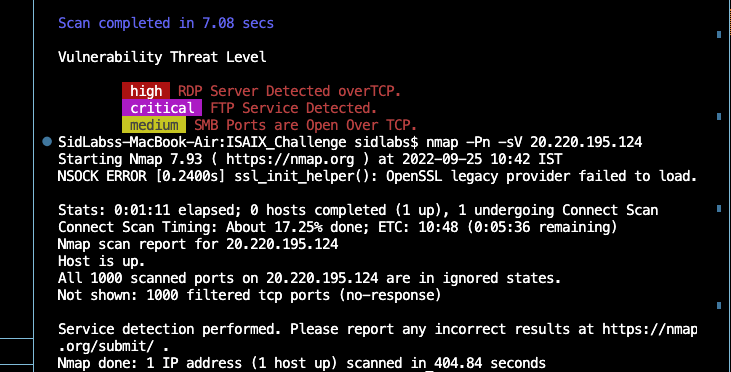 Scan completed in 7.08 secs
Vulnerability Threat Level
high RDP Server Detected overTCP.
critical FTP Service Detected.
medium SMB Ports are Open Over TCP.
SidLabss-MacBook-Air:ISAIX_Challenge sidlabs$ nmap -Pn -sV 20.220.195.124
Starting Nmap 7.93 ( https://nmap.org ) at 2022-09-25 10:42 IST
NSOCK ERROR [0.2400s] ssl_init_helper(): OpenSSL legacy provider failed to load.
Stats: 0:01:11 elapsed; 0 hosts completed (1 up), 1 undergoing Connect Scan
Connect Scan Timing: About 17.25% done; ETC: 10:48 (0:05:36 remaining)
Nmap scan report for 20.220.195.124
Host is up.
All 1000 scanned ports on 20.220.195.124 are in ignored states.
Not shown: 1000 filtered tcp ports (no-response)
Service detection performed. Please report any incorrect results at https://nmap
.org/submit/ .
Nmap done: 1 IP address (1 host up) scanned in 404.84 seconds